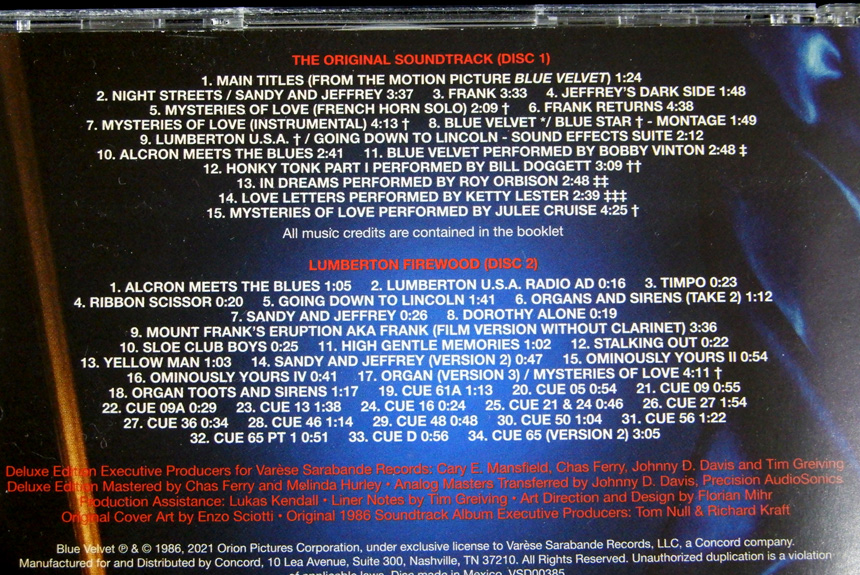 THE ORIGINAL SOUNDTRACK (DISC 1)
1. MAIN TITLES (FROM THE MOTION PICTURE BLUE VELVET) 1:24
2. NIGHT STREETS / SANDY AND JEFFREY 3:37 3. FRANK 3:33 4. JEFFREY'S DARK SIDE 1:48
5. MYSTERIES OF LOVE (FRENCH HORN SOLO) 2:09 † 6. FRANK RETURNS 4:38
7. MYSTERIES OF LOVE (INSTRUMENTAL) 4:13 † 8. BLUE VELVET */ BLUE STAR † - MONTAGE 1:49
9. LUMBERTON U.S.A. † / GOING DOWN TO LINCOLN - SOUND EFFECTS SUITE 2:12
10. ALCRON MEETS THE BLUES 2:41 11. BLUE VELVET PERFORMED BY BOBBY VINTON 2:48 ‡
12. HONKY TONK PART I PERFORMED BY BILL DOGGETT 3:09 ††
13. IN DREAMS PERFORMED BY ROY ORBISON 2:48 ‡‡
14. LOVE LETTERS PERFORMED BY KETTY LESTER 2:39 ‡‡‡
15. MYSTERIES OF LOVE PERFORMED BY JULEE CRUISE 4:25 †
All music credits are contained in the booklet
LUMBERTON FIREWOOD (DISC 2)
1. ALCRON MEETS THE BLUES 1:05 2. LUMBERTON U.S.A. RADIO AD 0:16 3. TIMPO 0:23
4. RIBBON SCISSOR 0:20 5. GOING DOWN TO LINCOLN 1:41 6. ORGANS AND SIRENS (TAKE 2) 1:12
7. SANDY AND JEFFREY 0:26 8. DOROTHY ALONE 0:19
9. MOUNT FRANK'S ERUPTION AKA FRANK (FILM VERSION WITHOUT CLARINET) 3:36
10. SLOE CLUB BOYS 0:25 11. HIGH GENTLE MEMORIES 1:02 12. STALKING OUT 0:22
13. YELLOW MAN 1:03 14. SANDY AND JEFFREY (VERSION 2) 0:47 15. OMINOUSLY YOURS II 0:54
16. OMINOUSLY YOURS IV 0:41 17. ORGAN (VERSION 3) / MYSTERIES OF LOVE 4:11 †
18. ORGAN TOOTS AND SIRENS 1:17 19. CUE 61A 1:13 20. CUE 05 0:54 21. CUE 09 0:55
22. CUE 09A 0:29 23. CUE 13 1:38 24. CUE 16 0:24 25. CUE 21 & 24 0:46 26. CUE 27 1:54
27. CUE 36 0:34 28. CUE 46 1:14 29. CUE 48 0:48 30. CUE 50 1:04 31. CUE 56 1:22
32. CUE 65 PT 1 0:51 33. CUE D 0:56 34. CUE 65 (VERSION 2) 3:05
Deluxe Edition Executive Producers for Varèse Sarabande Records: Cary E. Mansfield, Chas Ferry, Johnny D. Davis and Tim Greiving
Deluxe Edition Mastered by Chas Ferry and Melinda Hurley • Analog Masters Transferred by Johnny D. Davis, Precision AudioSonics
Production Assistance: Lukas Kendall • Liner Notes by Tim Greiving • Art Direction and Design by Florian Mihr
Original Cover Art by Enzo Sciotti • Original 1986 Soundtrack Album Executive Producers: Tom Null & Richard Kraft
Blue Velvet ℗ & © 1986, 2021 Orion Pictures Corporation, under exclusive license to Varèse Sarabande Records, LLC, a Concord company.
Manufactured for and Distributed by Concord, 10 Lea Avenue, Suite 300, Nashville, TN 37210. All Rights Reserved. Unauthorized duplication is a violation
of applicable laws. Disc made in Mexico. VSD00385